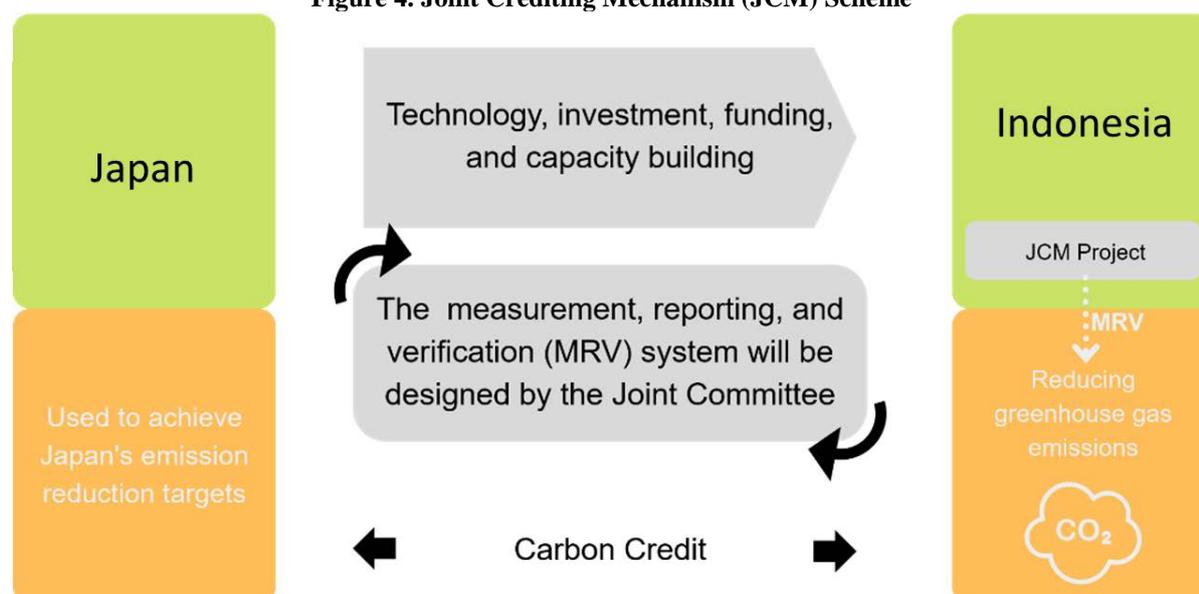 Figure 4. Joint Crediting Mechanism (JCM) Scheme
Japan
Technology, investment, funding,
and capacity building
Indonesia
JCM Project
The measurement, reporting, and
verification (MRV) system will be
designed by the Joint Committee
MRV
Used to achieve
Japan's emission
reduction targets
Reducing
greenhouse gas
emissions
CO₂
Carbon Credit